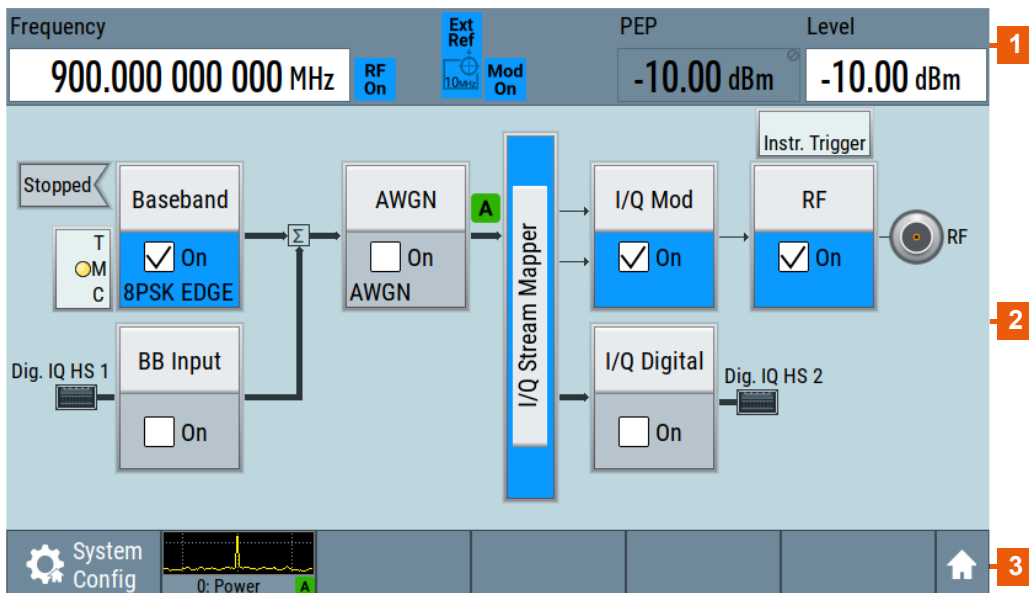 Frequency
Ext
Ref
PEP
Level
1
900.000 000 000 MHz
RF
On
10MHz
Mod
On
-10.00 dBm
-10.00 dBm
Instr. Trigger
Stopped
Baseband
On
8PSK EDGE
T
M
C
Σ
AWGN
On
AWGN
A
I/Q Stream Mapper
I/Q Mod
On
RF
On
RF
2
Dig. IQ HS 1
BB Input
On
I/Q Digital
On
Dig. IQ HS 2
System
Config
0: Power
A
3